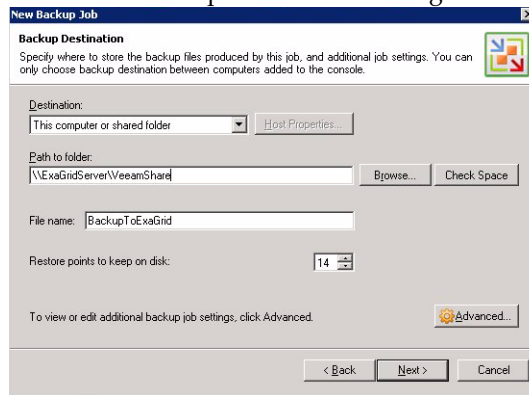 New Backup Job
Backup Destination
Specify where to store the backup files produced by this job, and additional job settings. You can
only choose backup destination between computers added to the console.
Destination:
This computer or shared folder
Host Properties...
Path to folder:
\\ExaGridServer\VeeamShare
Browse...
Check Space
File name:
BackupToExaGrid
Restore points to keep on disk:
14
To view or edit additional backup job settings, click Advanced.
Advanced...
< Back
Next >
Cancel